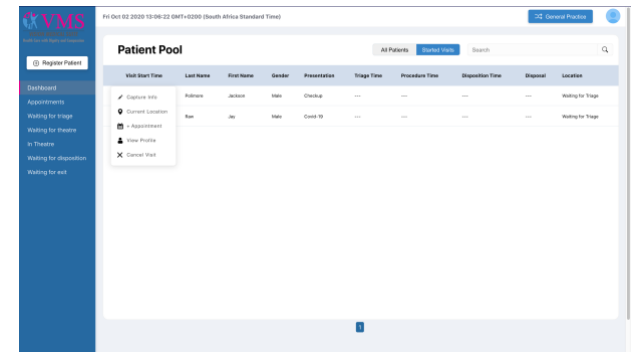 VMS
Fri Oct 02 2020 13:06:22 GMT+0200 (South Africa Standard Time)
General Practice
Register Patient
Dashboard
Appointments
Waiting for triage
Waiting for theatre
In Theatre
Waiting for disposition
Waiting for exit
Patient Pool
All Patients Started Visits Search
Visit Start Time Last Name First Name Gender Presentation Triage Time Procedure Time Disposition Time Disposal Location
Jackson Male Checkup --- --- --- --- Waiting for Triage
Jay Male Covid-19 --- --- --- --- Waiting for Triage
Capture Info
Current Location
+ Appointment
View Profile
Cancel Visit
1